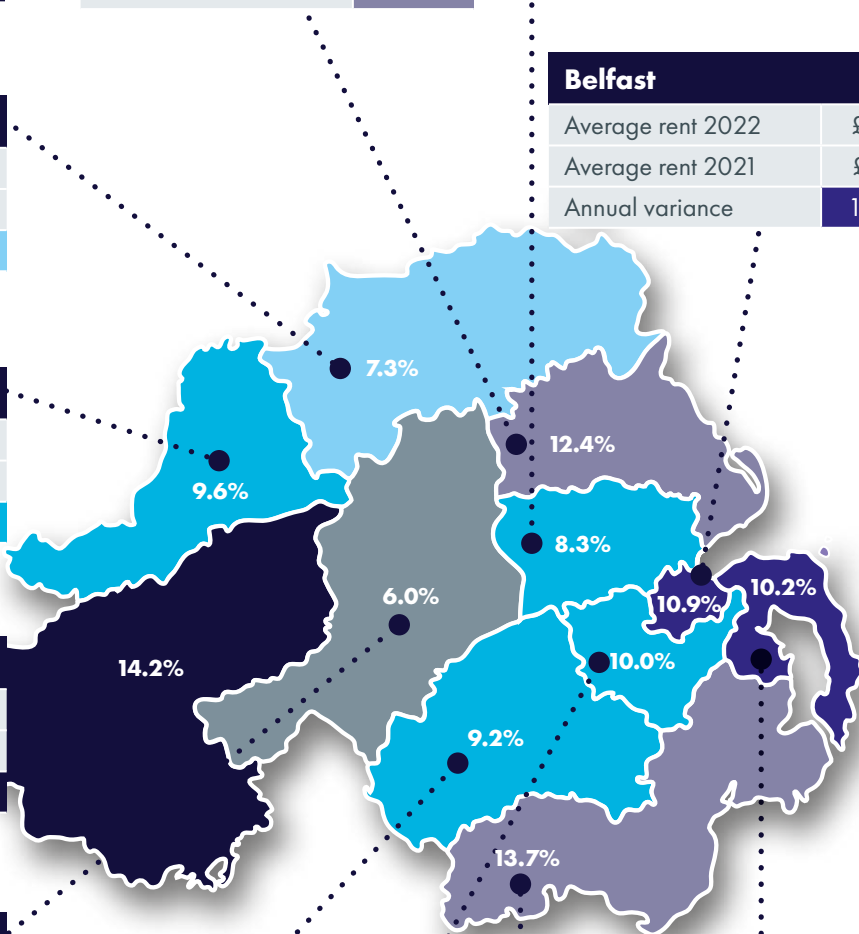 Belfast
Average rent 2022 £
Average rent 2021 £
Annual variance 1
7.3%
12.4%
9.6%
8.3%
10.2%
6.0%
10.9%
14.2%
10.0%
9.2%
13.7%